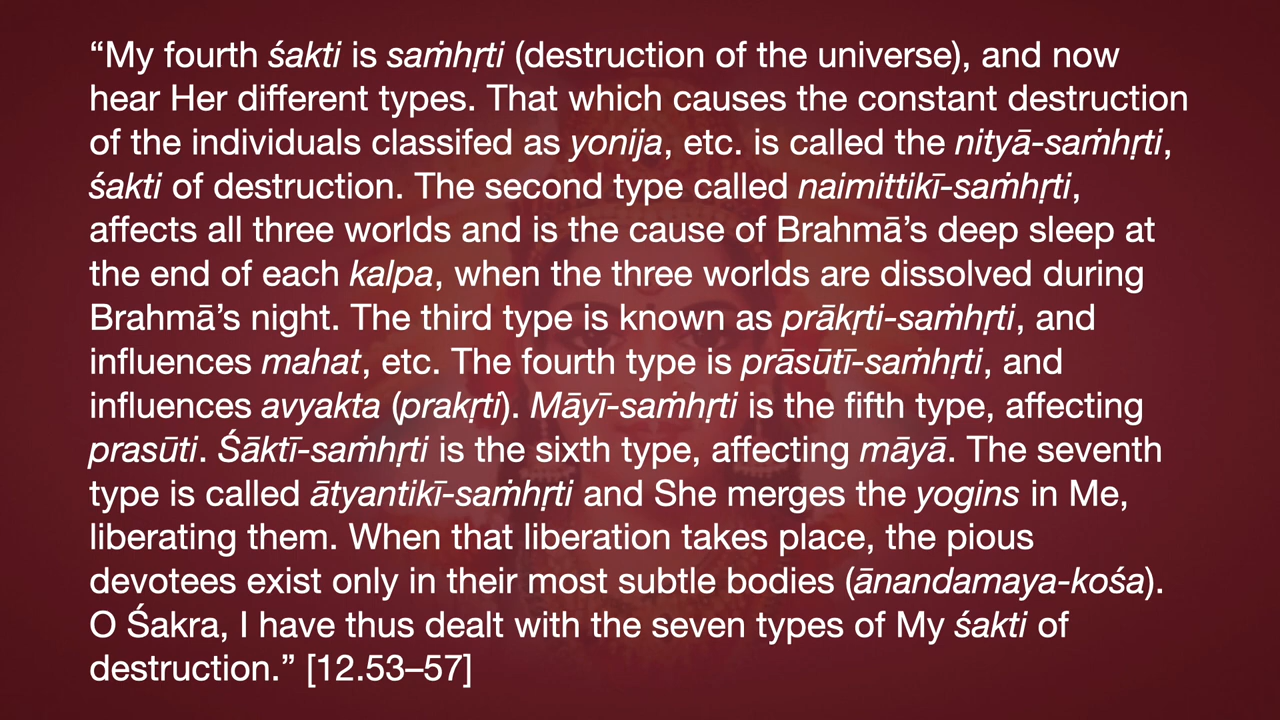 “My fourth śakti is saṁhṛti (destruction of the universe), and now
hear Her different types. That which causes the constant destruction
of the individuals classifed as yonija, etc. is called the nityā-saṁhṛti,
śakti of destruction. The second type called naimittikī-saṁhṛti,
affects all three worlds and is the cause of Brahmā’s deep sleep at
the end of each kalpa, when the three worlds are dissolved during
Brahmā’s night. The third type is known as prākṛti-saṁhṛti, and
influences mahat, etc. The fourth type is prāsūtī-saṁhṛti, and
influences avyakta (prakṛti). Māyī-saṁhṛti is the fifth type, affecting
prasūti. Śāktī-saṁhṛti is the sixth type, affecting māyā. The seventh
type is called ātyantikī-saṁhṛti and She merges the yogins in Me,
liberating them. When that liberation takes place, the pious
devotees exist only in their most subtle bodies (ānandamaya-kośa).
O Śakra, I have thus dealt with the seven types of My śakti of
destruction.” [12.53–57]